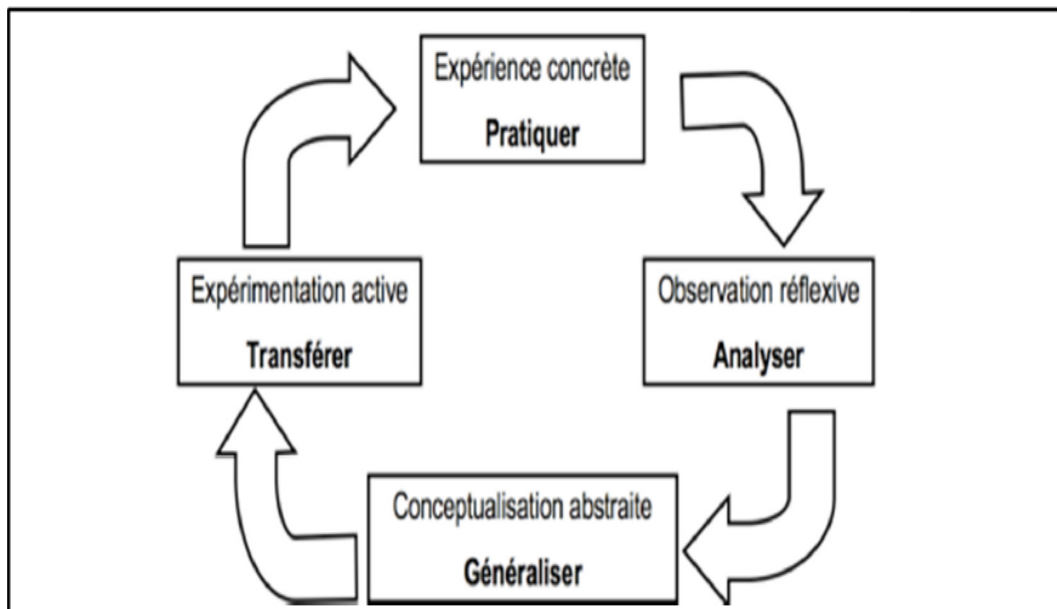 Expérience concrète
Pratiquer
Observation réflexive
Analyser
Conceptualisation abstraite
Généraliser
Expérimentation active
Transférer